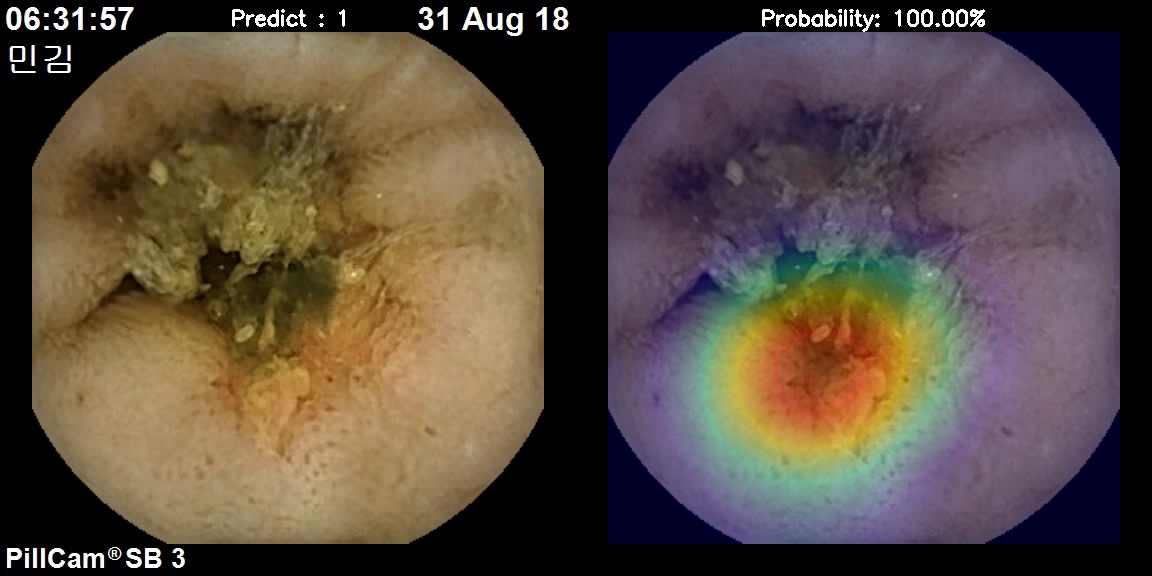 06:31:57
Predict : 1
31 Aug 18
Probability: 100.00%
민김
PillCam® SB 3